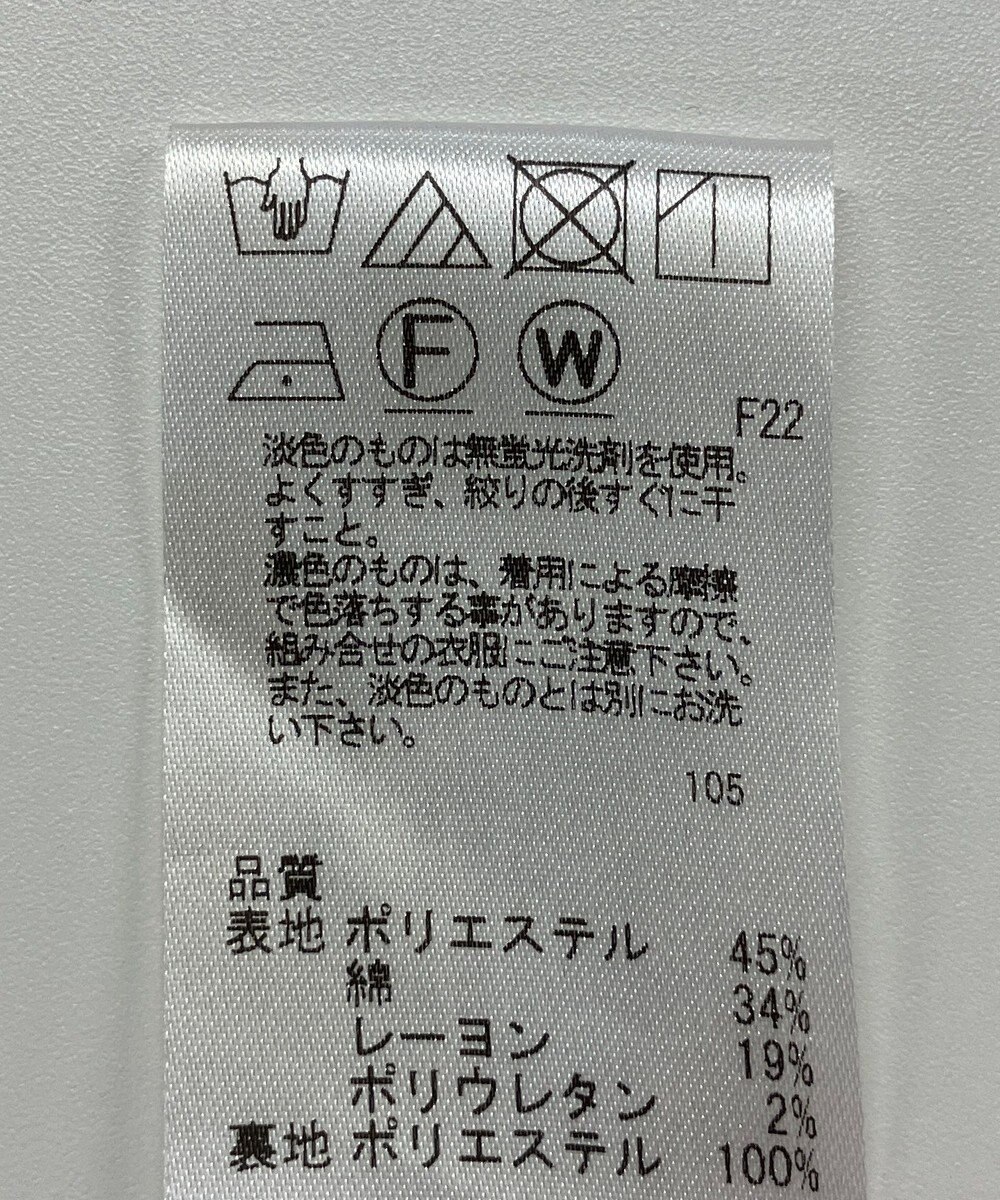 F W
F22
淡色のものは無蛍光洗剤を使用。
よくすすぎ、絞りの後すぐに干
すこと。
濃色のものは、着用による摩擦
で色落ちする事がありますので、
組み合せの衣服にご注意下さい。
また、淡色のものとは別にお洗
い下さい。
105
品質
表地 ポリエステル 45%
綿 34%
レーヨン 19%
ポリウレタン 2%
裏地 ポリエステル 100%